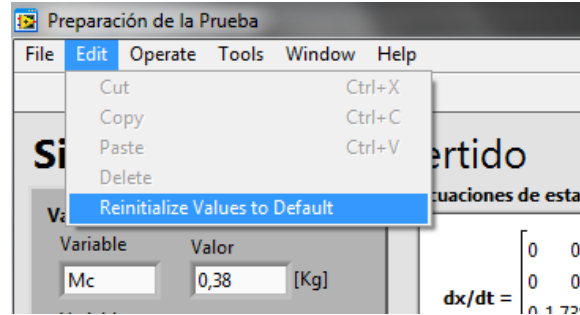 Preparación de la Prueba
File Edit Operate Tools Window Help
Cut Ctrl+X
Copy Ctrl+C
Paste Ctrl+V
Delete
Reinitialize Values to Default
Si ertido
uaciones de esta
Variable Valor
Mc 0,38 [Kg]
0 0
0 0
dx/dt =